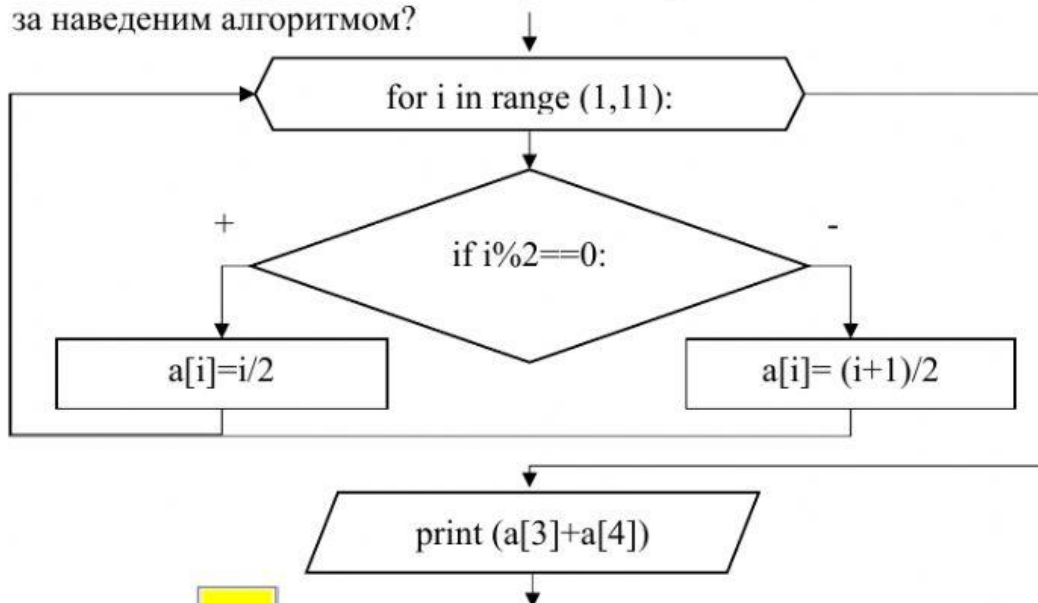 за наведеним алгоритмом?
for i in range (1,11):
+
-
if i%2==0:
a[i]=i/2
a[i]= (i+1)/2
print (a[3]+a[4])